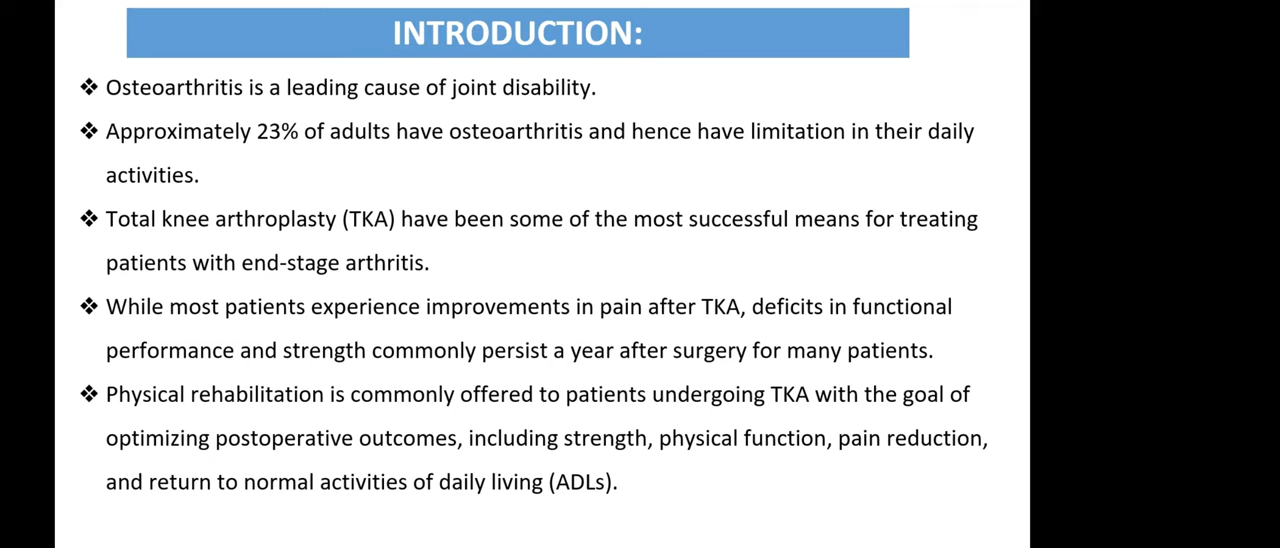 INTRODUCTION:
❖ Osteoarthritis is a leading cause of joint disability.
❖ Approximately 23% of adults have osteoarthritis and hence have limitation in their daily
activities.
❖ Total knee arthroplasty (TKA) have been some of the most successful means for treating
patients with end-stage arthritis.
❖ While most patients experience improvements in pain after TKA, deficits in functional
performance and strength commonly persist a year after surgery for many patients.
❖ Physical rehabilitation is commonly offered to patients undergoing TKA with the goal of
optimizing postoperative outcomes, including strength, physical function, pain reduction,
and return to normal activities of daily living (ADLs).